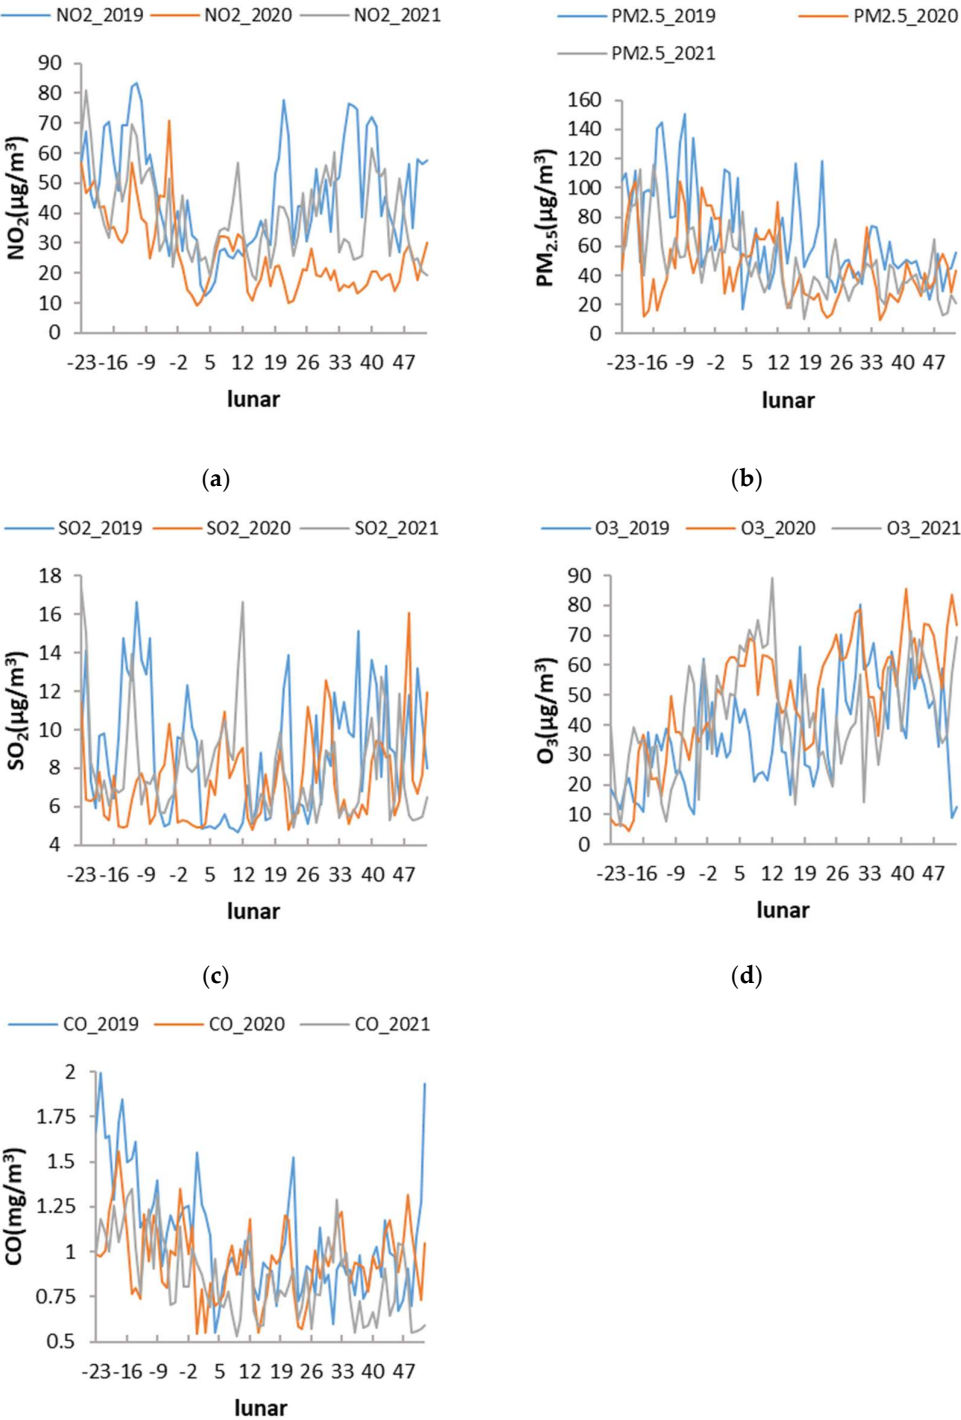 NO2_2019 NO2_2020 NO2_2021
90
80
70
60
50
40
30
20
10
0
NO2(µg/m³)
-23 -16 -9 -2 5 12 19 26 33 40 47
lunar
(a)
PM2.5_2019 PM2.5_2020
PM2.5_2021
160
140
120
100
80
60
40
20
0
PM2.5(µg/m³)
-23 -16 -9 -2 5 12 19 26 33 40 47
lunar
(b)
SO2_2019 SO2_2020 SO2_2021
18
16
14
12
10
8
6
4
SO2(µg/m³)
-23 -16 -9 -2 5 12 19 26 33 40 47
lunar
(c)
O3_2019 O3_2020 O3_2021
90
80
70
60
50
40
30
20
10
0
O3(µg/m³)
-23 -16 -9 -2 5 12 19 26 33 40 47
lunar
(d)
CO_2019 CO_2020 CO_2021
2
1.75
1.5
1.25
1
0.75
0.5
CO(mg/m³)
-23 -16 -9 -2 5 12 19 26 33 40 47
lunar